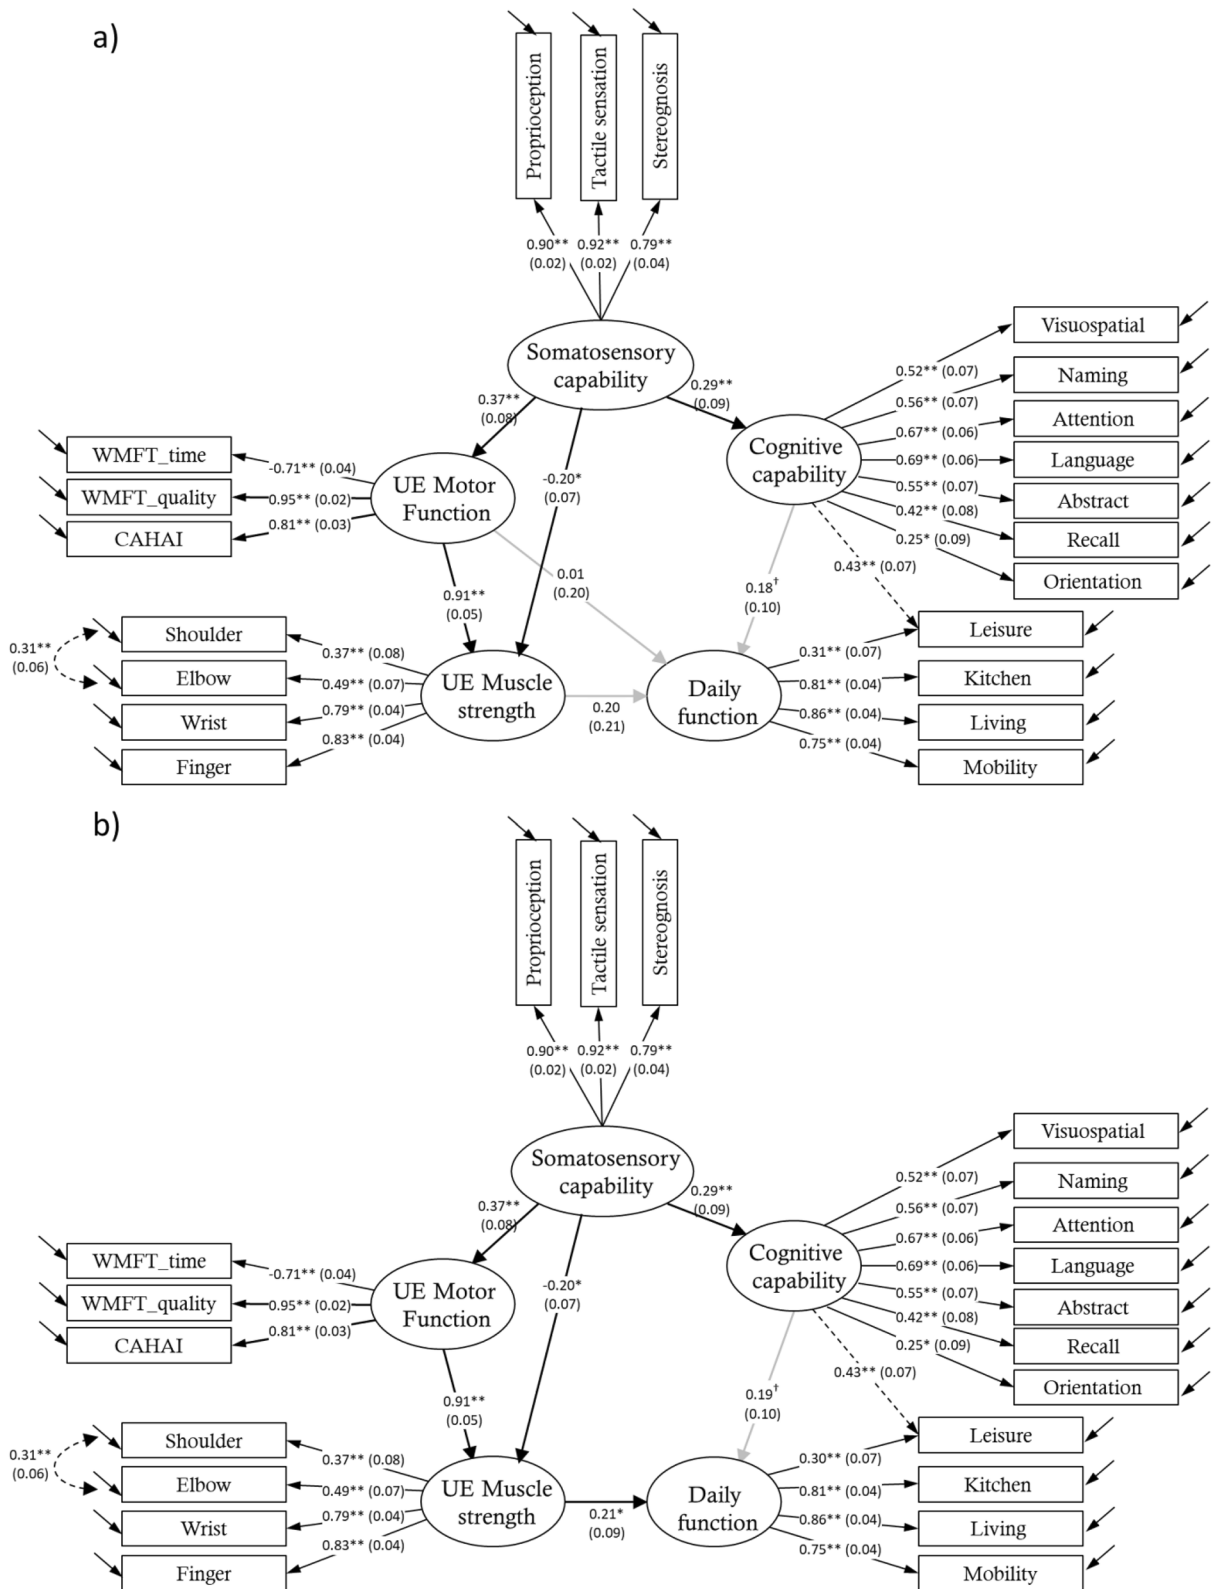 a)
Proprioception
Tactile sensation
Stereognosis
0.90** 0.92** 0.79**
(0.02) (0.02) (0.04)
Somatosensory
capability
0.37**
(0.08)
0.29**
(0.09)
-0.20*
(0.07)
Cognitive
capability
Visuospatial
Naming
Attention
Language
Abstract
Recall
Orientation
0.52** (0.07)
0.56** (0.07)
0.67** (0.06)
0.69** (0.06)
0.55** (0.07)
0.42** (0.08)
0.25* (0.09)
0.43** (0.07)
WMFT_time
WMFT_quality
CAHAI
-0.71** (0.04)
0.95** (0.02)
0.81** (0.03)
UE Motor
Function
0.91**
(0.05)
0.01
(0.20)
0.18†
(0.10)
0.31**
(0.06)
Shoulder
Elbow
Wrist
Finger
0.37** (0.08)
0.49** (0.07)
0.79** (0.04)
0.83** (0.04)
UE Muscle
strength
0.20
(0.21)
Daily
function
0.31** (0.07)
0.81** (0.04)
0.86** (0.04)
0.75** (0.04)
Leisure
Kitchen
Living
Mobility
b)
Proprioception
Tactile sensation
Stereognosis
0.90** 0.92** 0.79**
(0.02) (0.02) (0.04)
Somatosensory
capability
0.37**
(0.08)
0.29**
(0.09)
-0.20*
(0.07)
Cognitive
capability
Visuospatial
Naming
Attention
Language
Abstract
Recall
Orientation
0.52** (0.07)
0.56** (0.07)
0.67** (0.06)
0.69** (0.06)
0.55** (0.07)
0.42** (0.08)
0.25* (0.09)
0.43** (0.07)
WMFT_time
WMFT_quality
CAHAI
-0.71** (0.04)
0.95** (0.02)
0.81** (0.03)
UE Motor
Function
0.91**
(0.05)
0.19†
(0.10)
0.31**
(0.06)
Shoulder
Elbow
Wrist
Finger
0.37** (0.08)
0.49** (0.07)
0.79** (0.04)
0.83** (0.04)
UE Muscle
strength
0.21*
(0.09)
Daily
function
0.30** (0.07)
0.81** (0.04)
0.86** (0.04)
0.75** (0.04)
Leisure
Kitchen
Living
Mobility